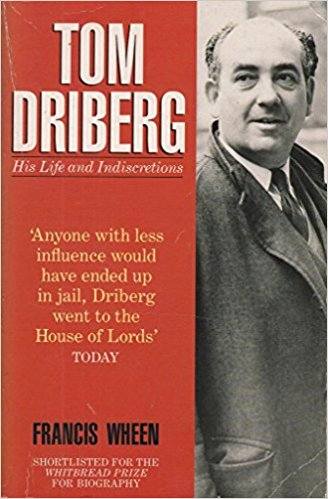 TOM
DRIBERG
His Life and Indiscretions
‘Anyone with less
influence would
have ended up
in jail, Driberg
went to the
House of Lords’
TODAY
FRANCIS WHEEN
SHORTLISTED FOR THE
WHITBREAD PRIZE
FOR BIOGRAPHY